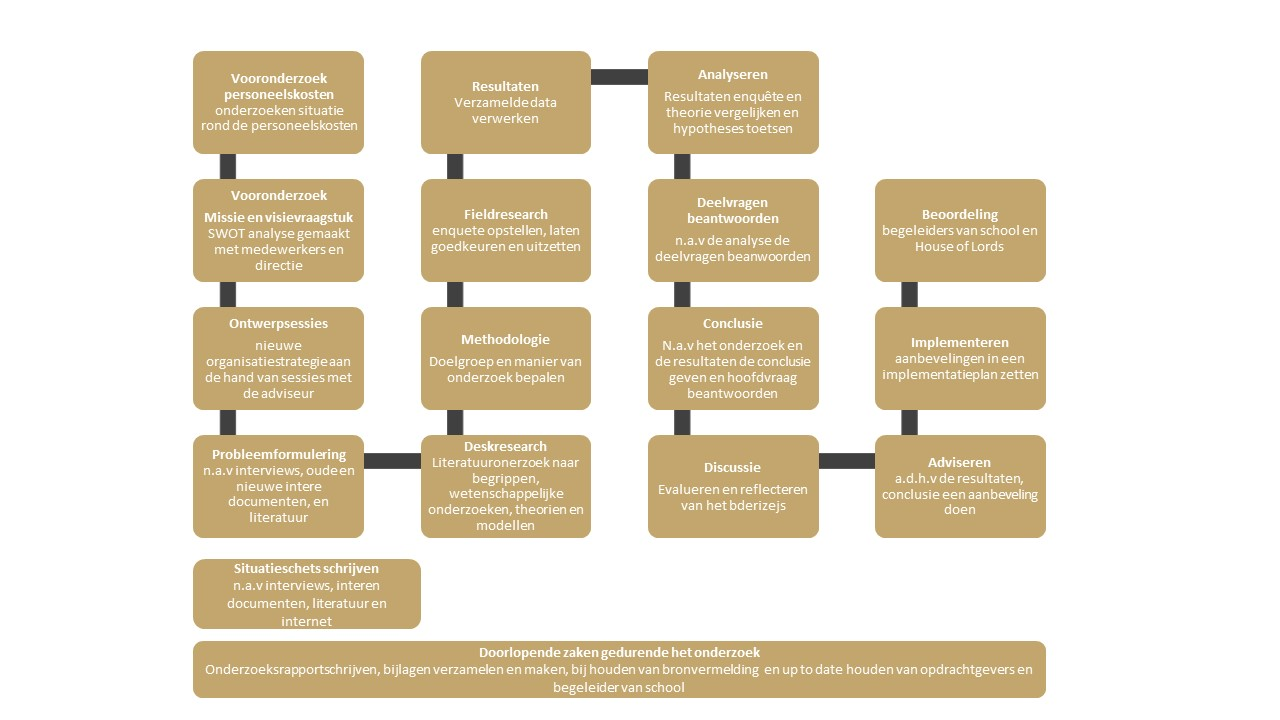 Vooronderzoek
personeelskosten
onderzoeken situatie
rond de personeelskosten
Vooronderzoek
Missie en visievraagstuk
SWOT analyse gemaakt
met medewerkers en
directie
Ontwerpsessies
nieuwe
organisatiestrategie aan
de hand van sessies met
de adviseur
Probleemformulering
n.a.v interviews, oude en
nieuwe intere
documenten, en
literatuur
Deskresearch
Literatuuronerzoek naar
begrippen,
wetenschappelijke
onderzoeken, theorien en
modellen
Methodologie
Doelgroep en manier van
onderzoek bepalen
Fieldresearch
enquete opstellen, laten
goedkeuren en uitzetten
Resultaten
Verzamelde data
verwerken
Analyseren
Resultaten enquête en
theorie vergelijken en
hypotheses toetsen
Deelvragen
beantwoorden
n.a.v de analyse de
deelvragen beanwoorden
Conclusie
N.a.v het onderzoek en
de resultaten de conclusie
geven en hoofdvraag
beantwoorden
Discussie
Evalueren en reflecteren
van het bderizejs
Adviseren
a.d.h.v de resultaten,
conclusie een aanbeveling
doen
Implementeren
aanbevelingen in een
implementatieplan zetten
Beoordeling
begeleiders van school en
House of Lords
Situatieschets schrijven
n.a.v interviews, interen
documenten, literatuur en
internet
Doorlopende zaken gedurende het onderzoek
Onderzoeksrapportschrijven, bijlagen verzamelen en maken, bij houden van bronvermelding en up to date houden van opdrachtgevers en
begeleider van school